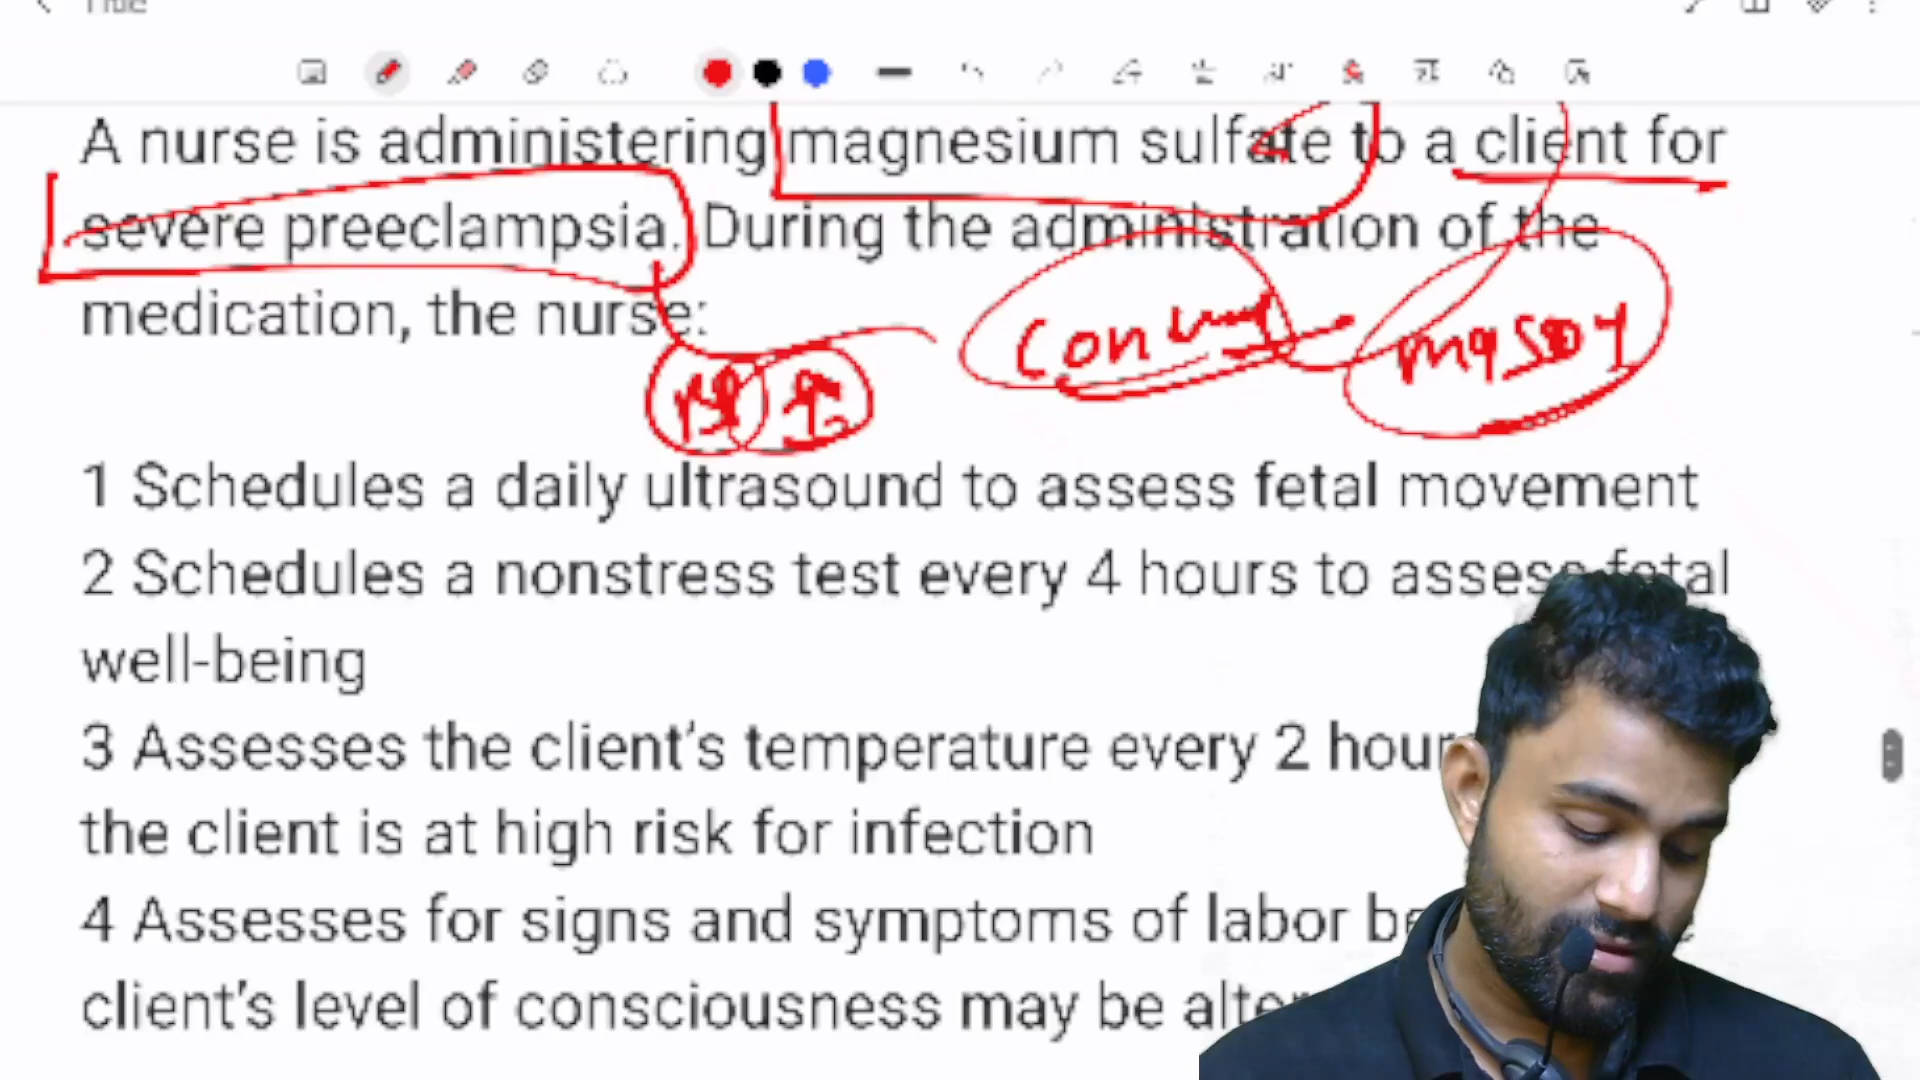 Title
A nurse is administering magnesium sulfate to a client for
severe preeclampsia. During the administration of the
medication, the nurse:
1 Schedules a daily ultrasound to assess fetal movement
2 Schedules a nonstress test every 4 hours to assess fetal
well-being
3 Assesses the client's temperature every 2 hour
the client is at high risk for infection
4 Assesses for signs and symptoms of labor be
client's level of consciousness may be alte